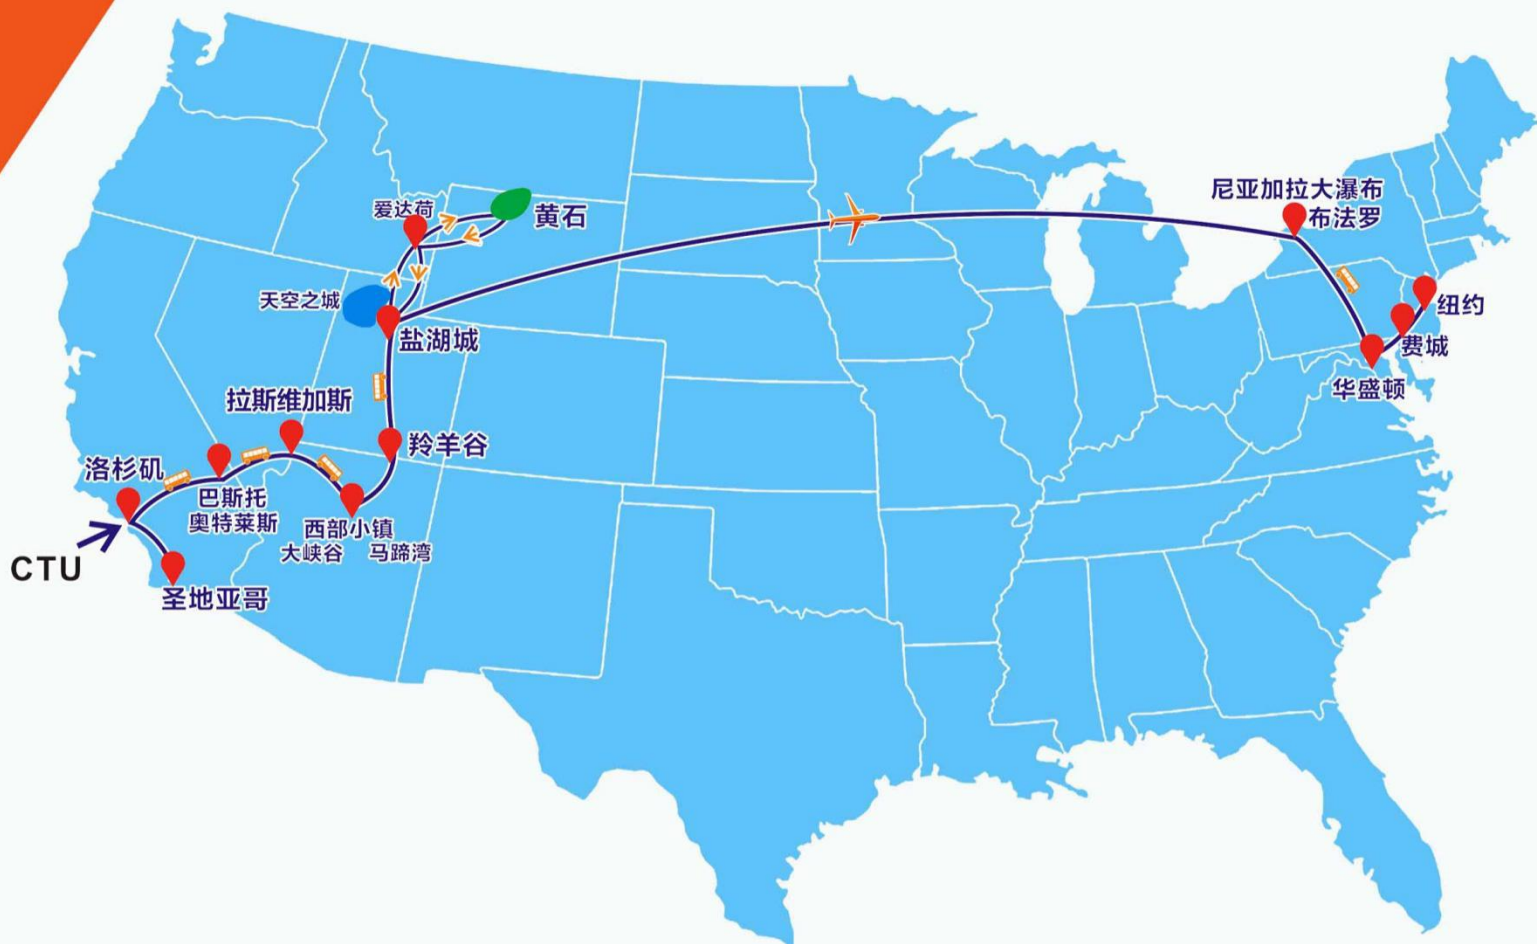 尼亚加拉大瀑布
布法罗
爱达荷
黄石
天空之城
纽约
盐湖城
费城
华盛顿
拉斯维加斯
羚羊谷
洛杉矶
巴斯托
奥特莱斯
西部小镇
大峡谷 马蹄湾
CTU
圣地亚哥